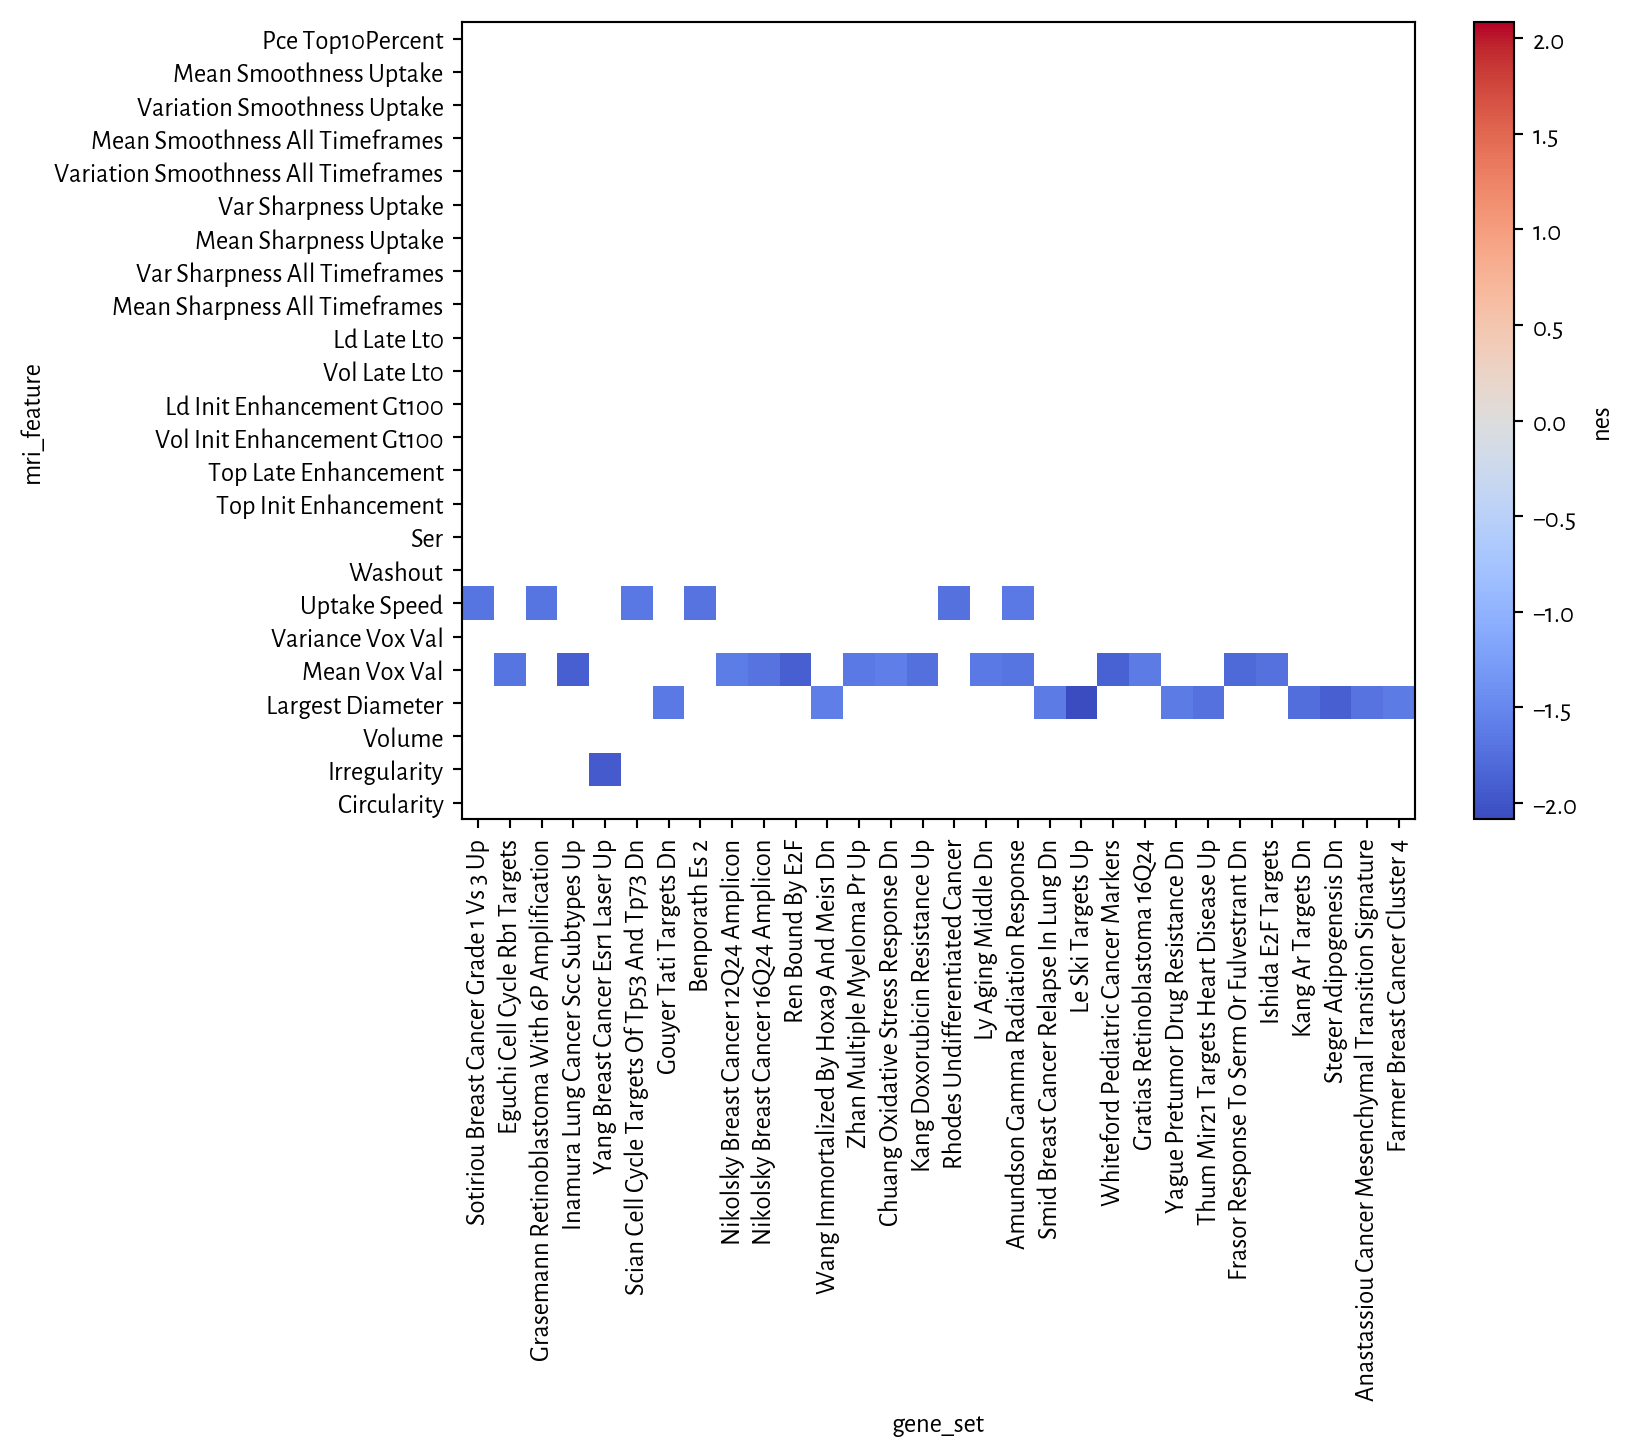 Pce Top10Percent
Mean Smoothness Uptake
Variation Smoothness Uptake
Mean Smoothness All Timeframes
Variation Smoothness All Timeframes
Var Sharpness Uptake
Mean Sharpness Uptake
Var Sharpness All Timeframes
Mean Sharpness All Timeframes
Ld Late Lt0
Vol Late Lt0
Ld Init Enhancement Gt100
Vol Init Enhancement Gt100
Top Late Enhancement
Top Init Enhancement
Ser
Washout
Uptake Speed
Variance Vox Val
Mean Vox Val
Largest Diameter
Volume
Irregularity
Circularity
mri_feature
Sotiriou Breast Cancer Grade 1 Vs 3 Up
Eguchi Cell Cycle Rb1 Targets
Grasemann Retinoblastoma With 6P Amplification
Inamura Lung Cancer Scc Subtypes Up
Yang Breast Cancer Esr1 Laser Up
Scian Cell Cycle Targets Of Tp53 And Tp73 Dn
Gouyer Tati Targets Dn
Benporath Es 2
Nikolsky Breast Cancer 12Q24 Amplicon
Nikolsky Breast Cancer 16Q24 Amplicon
Ren Bound By E2F
Wang Immortalized By Hoxa9 And Meis1 Dn
Zhan Multiple Myeloma Pr Up
Chuang Oxidative Stress Response Dn
Kang Doxorubicin Resistance Up
Rhodes Undifferentiated Cancer
Ly Aging Middle Dn
Amundson Gamma Radiation Response
Smid Breast Cancer Relapse In Lung Dn
Le Ski Targets Up
Whiteford Pediatric Cancer Markers
Gratias Retinoblastoma 16Q24
Yague Pretumor Drug Resistance Dn
Thum Mir21 Targets Heart Disease Up
Frasor Response To Serm Or Fulvestrant Dn
Ishida E2F Targets
Kang Ar Targets Dn
Steger Adipogenesis Dn
Anastassiou Cancer Mesenchymal Transition Signature
Farmer Breast Cancer Cluster 4
gene_set
2.0
1.5
1.0
0.5
0.0
−0.5
−1.0
−1.5
−2.0
nes